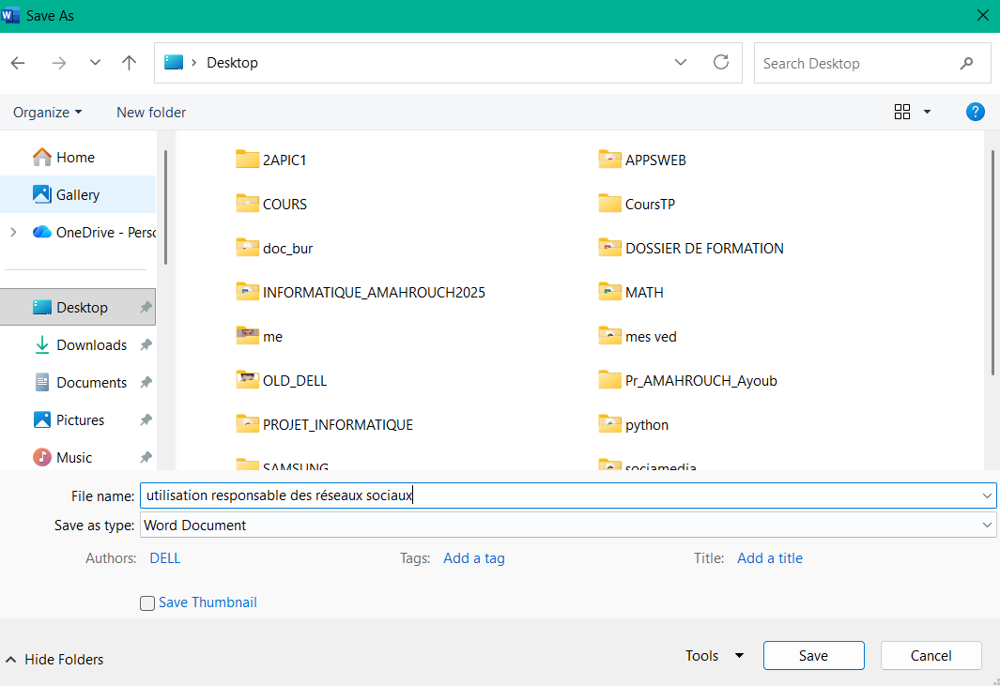 W Save As
Desktop
Search Desktop
Organize
New folder
?
Home
Gallery
OneDrive - Perso
Desktop
Downloads
Documents
Pictures
Music
2APIC1
APPSWEB
COURS
CoursTP
doc_bur
DOSSIER DE FORMATION
INFORMATIQUE_AMAHROUCH2025
MATH
me
mes ved
OLD_DELL
Pr_AMAHROUCH_Ayoub
PROJET_INFORMATIQUE
python
SAMSUNG
sociamedia
File name: utilisation responsable des réseaux sociaux
Save as type: Word Document
Authors: DELL
Tags: Add a tag
Title: Add a title
Save Thumbnail
Hide Folders
Tools
Save
Cancel